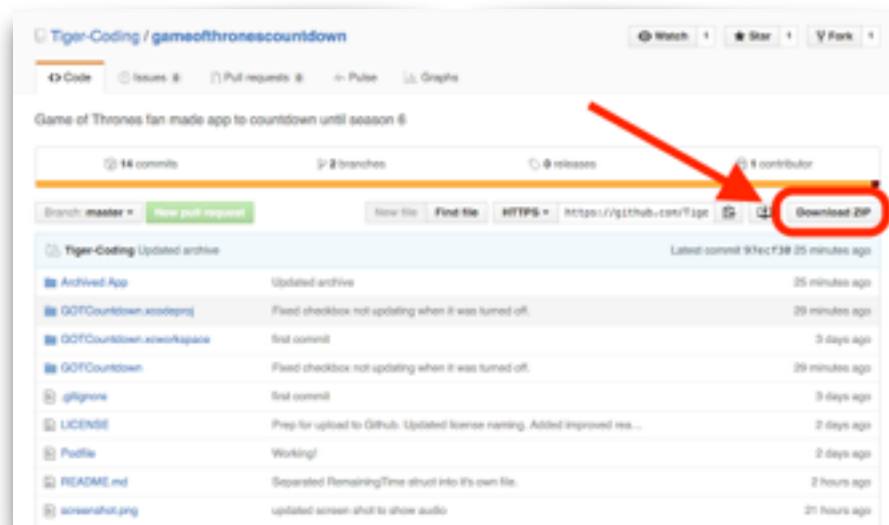 Tiger-Coding / gameofthronescountdown
Watch 1 Star 1 Fork 1
Code Issues 0 Pull requests 0 Pulse Graphs
Game of Thrones fan made app to countdown until season 6
14 commits 2 branches 0 releases 1 contributor
Branch: master New pull request New file Find file HTTPS https://github.com/Tige Download ZIP
Tiger-Coding Updated archive Latest commit 25 minutes ago
Archived App Updated archive 25 minutes ago
GOTCountdown.xcodeproj Fixed checkbox not updating when it was turned off. 29 minutes ago
GOTCountdown.xcworkspace first commit 3 days ago
GOTCountdown Fixed checkbox not updating when it was turned off. 29 minutes ago
.gitignore first commit 3 days ago
LICENSE Prep for upload to Github. Updated license naming. Added improved rea... 2 days ago
Podfile Working! 2 days ago
README.md Separated RemainingTime struct into it's own file. 2 hours ago
screenshot.png updated screen shot to show audio 21 hours ago